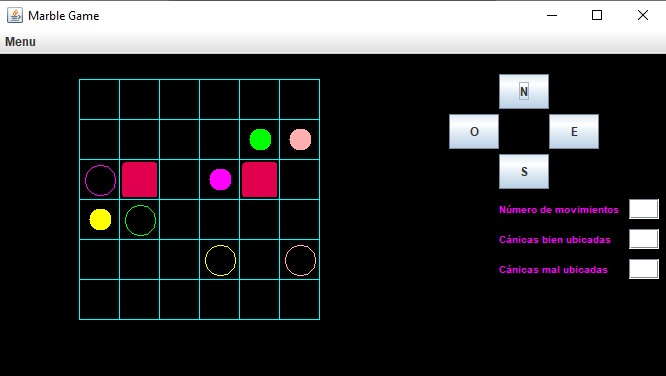 Marble Game
Menu
N
O
E
S
Número de movimientos
Cánicas bien ubicadas
Cánicas mal ubicadas